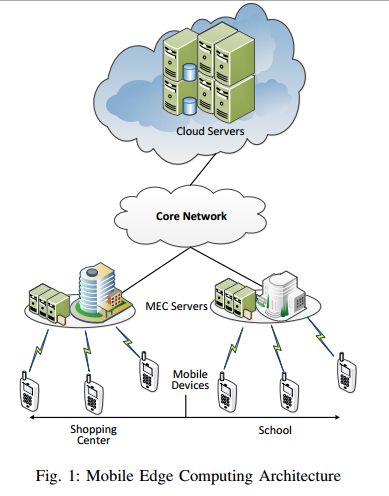 Cloud Servers
Core Network
MEC Servers
Mobile
Devices
Shopping
Center
School
Fig. 1: Mobile Edge Computing Architecture